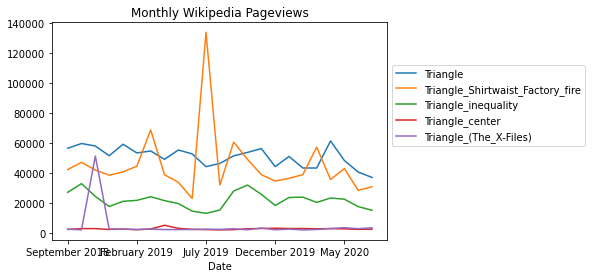 Monthly Wikipedia Pageviews
140000
120000
100000
80000
60000
40000
20000
0
September 2018 February 2019 July 2019 December 2019 May 2020
Date
Triangle
Triangle_Shirtwaist_Factory_fire
Triangle_inequality
Triangle_center
Triangle_(The_X-Files)